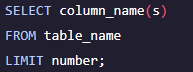 SELECT column_name(s)
FROM table_name
LIMIT number;